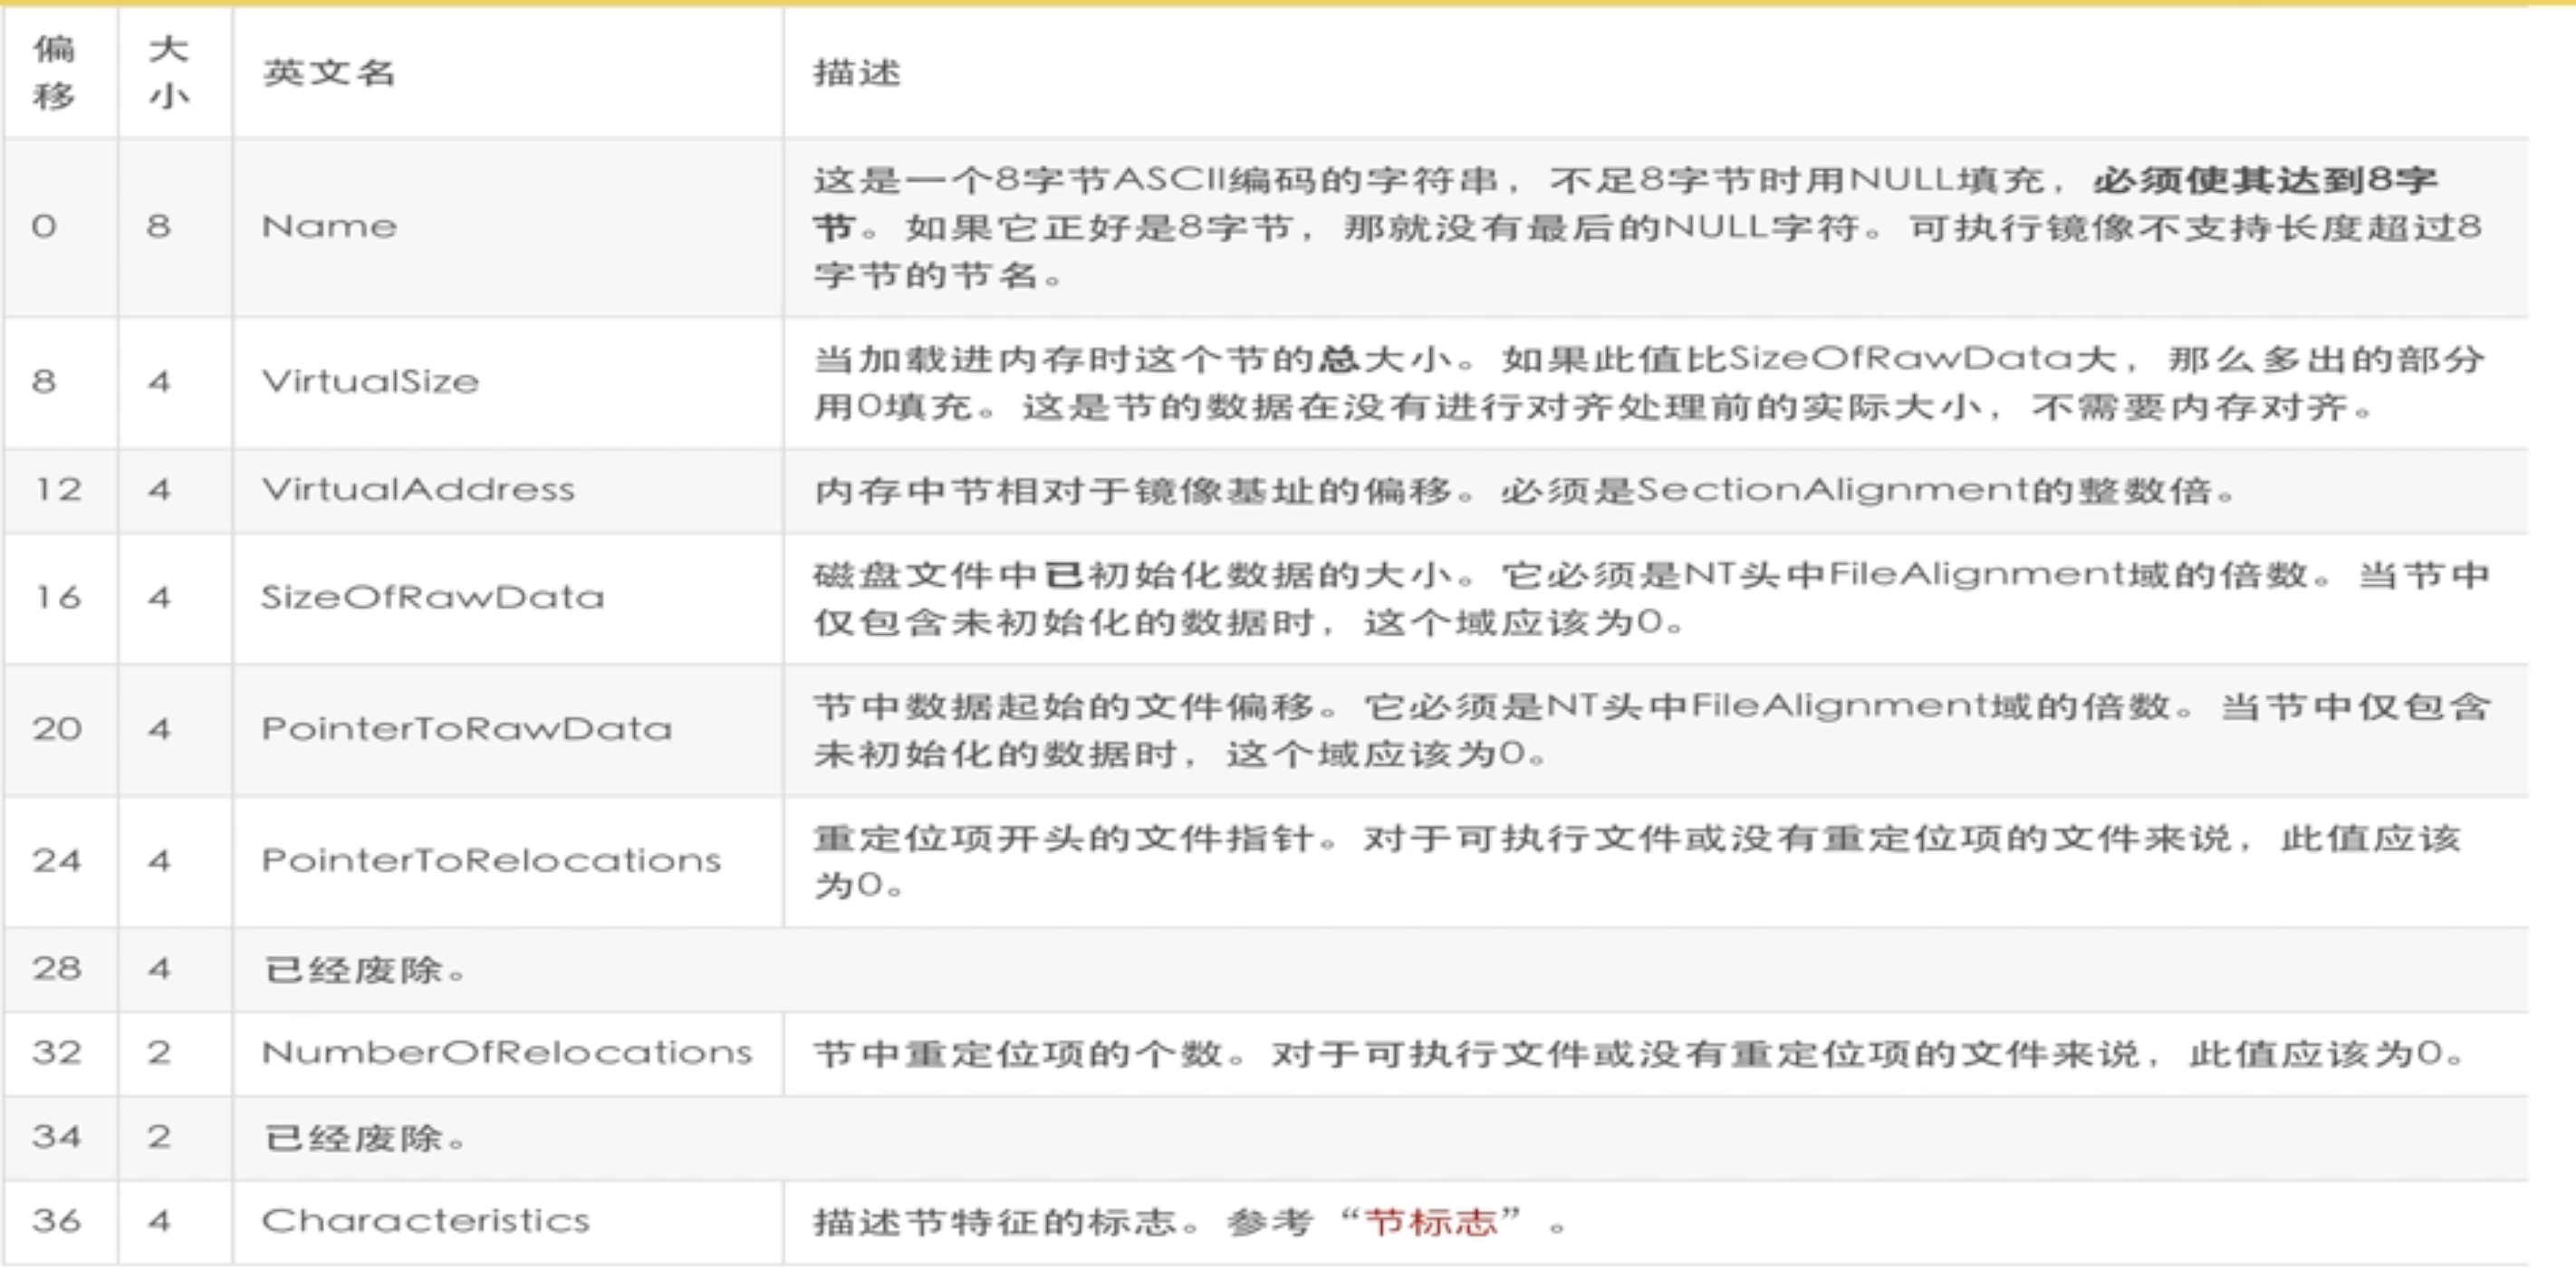 偏移 大小 英文名 描述
0 8 Name 这是一个8字节ASCII编码的字符串，不足8字节时用NULL填充，必须使其达到8字
节。如果它正好是8字节，那就没有最后的NULL字符。可执行镜像不支持长度超过8
字节的节名。
8 4 VirtualSize 当加载进内存时这个节的总大小。如果此值比SizeOfRawData大，那么多出的部分
用0填充。这是节的数据在没有进行对齐处理前的实际大小，不需要内存对齐。
12 4 VirtualAddress 内存中节相对于镜像基址的偏移。必须是SectionAlignment的整数倍。
16 4 SizeOfRawData 磁盘文件中已初始化数据的大小。它必须是NT头中FileAlignment域的倍数。当节中
仅包含未初始化的数据时，这个域应该为0。
20 4 PointerToRawData 节中数据起始的文件偏移。它必须是NT头中FileAlignment域的倍数。当节中仅包含
未初始化的数据时，这个域应该为0。
24 4 PointerToRelocations 重定位项开头的文件指针。对于可执行文件或没有重定位项的文件来说，此值应该
为0。
28 4 已经废除。
32 2 NumberOfRelocations 节中重定位项的个数。对于可执行文件或没有重定位项的文件来说，此值应该为0。
34 2 已经废除。
36 4 Characteristics 描述节特征的标志。参考“节标志”。